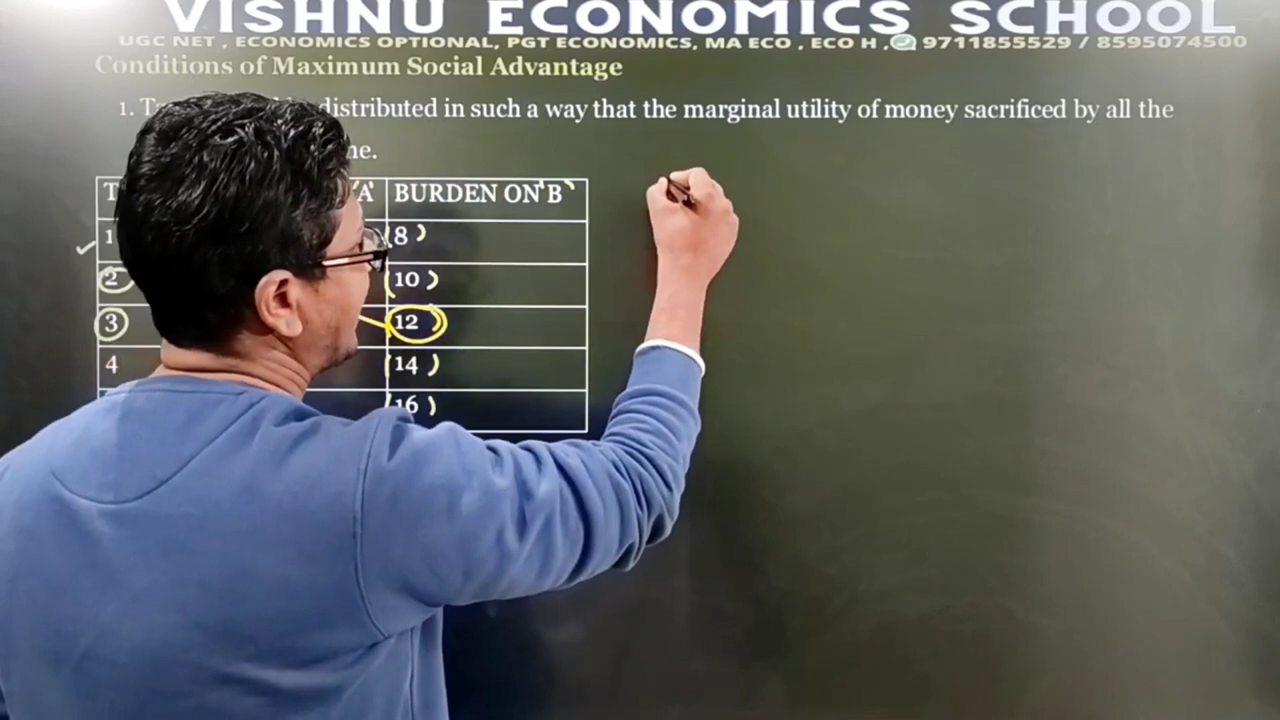 VISHNU ECONOMICS SCHOOL
UGC NET , ECONOMICS OPTIONAL, PGT ECONOMICS, MA ECO , ECO H , 9711855529 / 8595074500
Conditions of Maximum Social Advantage
1. distributed in such a way that the marginal utility of money sacrificed by all the
'A' BURDEN ON 'B'
1 8
2 10
3 12
4 14
16